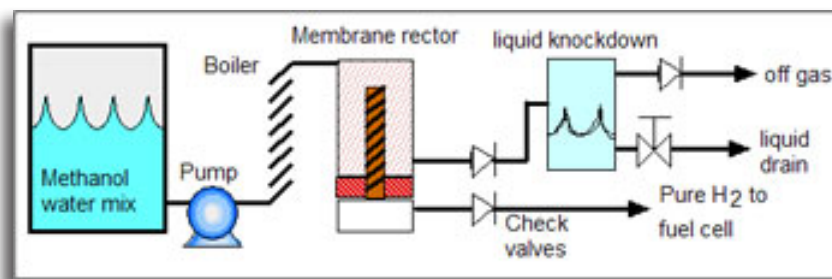 Membrane rector
liquid knockdown
Boiler
off gas
Methanol
water mix
Pump
liquid
drain
Check
valves
Pure H2 to
fuel cell